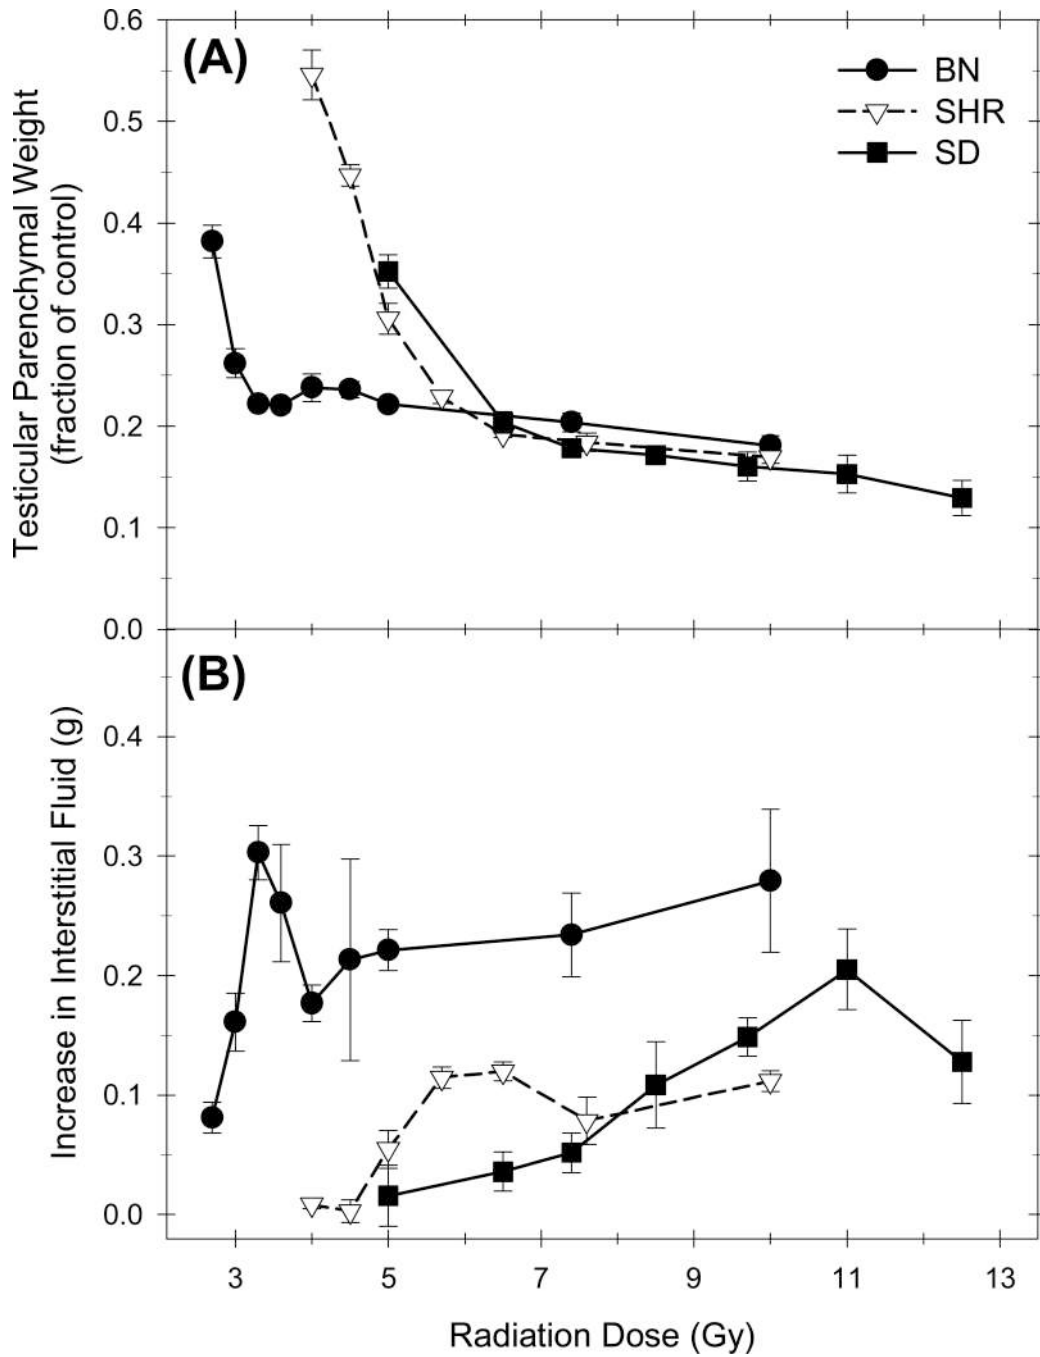 0.6
(A)
BN
SHR
SD
0.5
0.4
0.3
0.2
0.1
0.0
Testicular Parenchymal Weight
(fraction of control)
(B)
0.4
0.3
0.2
0.1
0.0
Increase in Interstitial Fluid (g)
3 5 7 9 11 13
Radiation Dose (Gy)